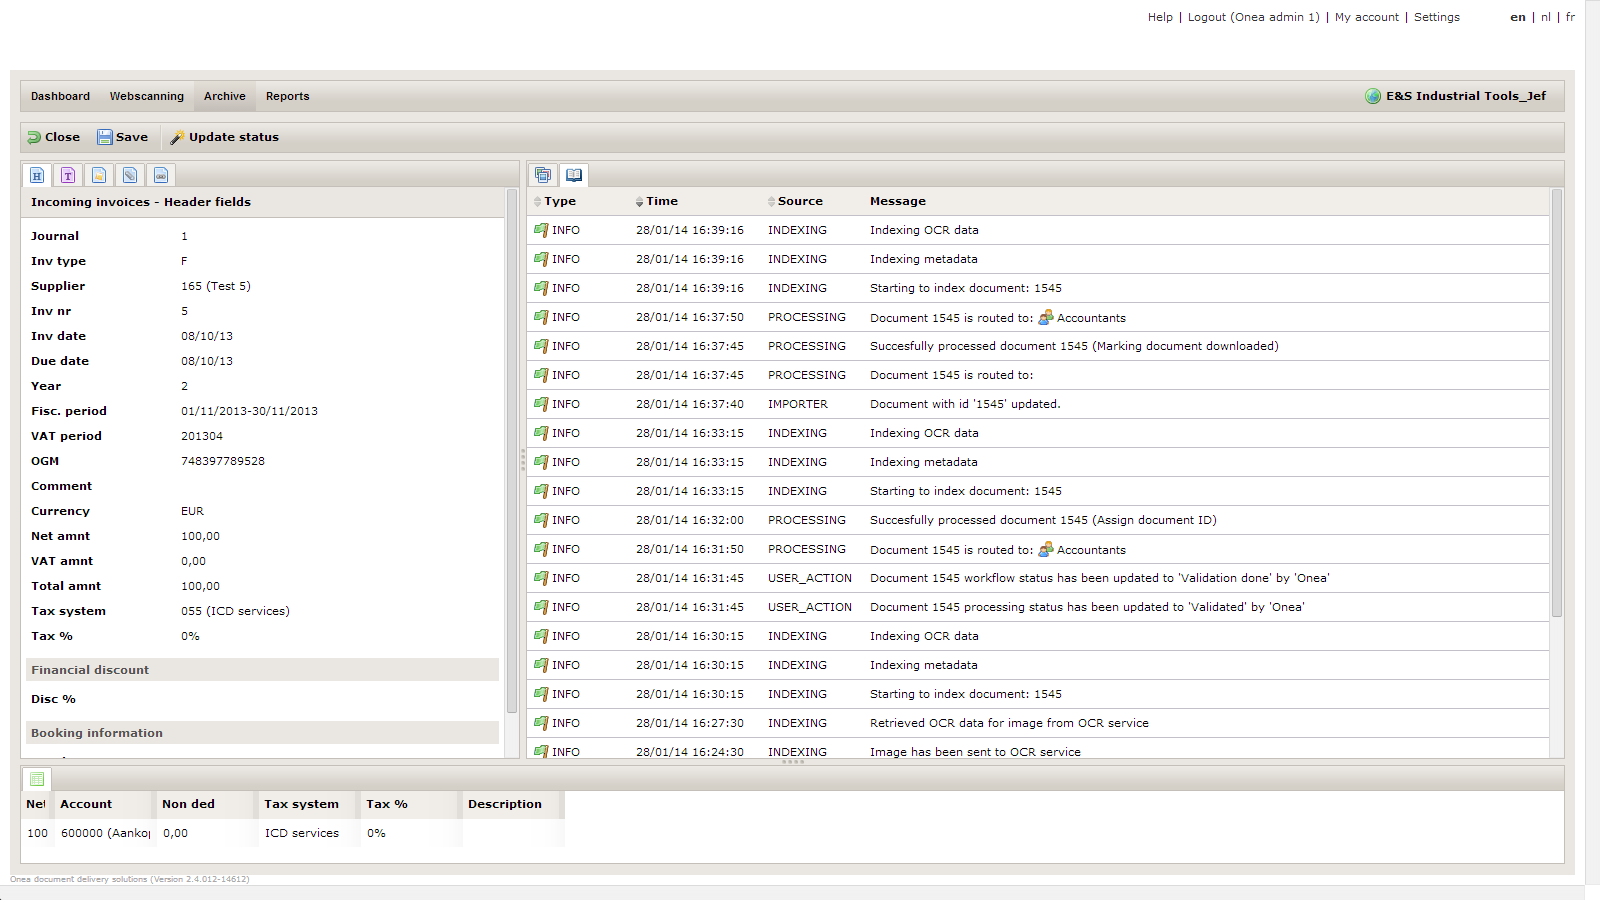 Help | Logout (Onea admin 1) | My account | Settings en | nl | fr
Dashboard Webscanning Archive Reports E&S Industrial Tools_Jef
Close Save Update status
H T
Incoming invoices - Header fields
Journal 1
Inv type F
Supplier 165 (Test 5)
Inv nr 5
Inv date 08/10/13
Due date 08/10/13
Year 2
Fisc. period 01/11/2013-30/11/2013
VAT period 201304
OGM 748397789528
Comment
Currency EUR
Net amnt 100,00
VAT amnt 0,00
Total amnt 100,00
Tax system 055 (ICD services)
Tax % 0%
Financial discount
Disc %
Booking information
Type Time Source Message
INFO 28/01/14 16:39:16 INDEXING Indexing OCR data
INFO 28/01/14 16:39:16 INDEXING Indexing metadata
INFO 28/01/14 16:39:16 INDEXING Starting to index document: 1545
INFO 28/01/14 16:37:50 PROCESSING Document 1545 is routed to: Accountants
INFO 28/01/14 16:37:45 PROCESSING Succesfully processed document 1545 (Marking document downloaded)
INFO 28/01/14 16:37:45 PROCESSING Document 1545 is routed to:
INFO 28/01/14 16:37:40 IMPORTER Document with id '1545' updated.
INFO 28/01/14 16:33:15 INDEXING Indexing OCR data
INFO 28/01/14 16:33:15 INDEXING Indexing metadata
INFO 28/01/14 16:33:15 INDEXING Starting to index document: 1545
INFO 28/01/14 16:32:00 PROCESSING Succesfully processed document 1545 (Assign document ID)
INFO 28/01/14 16:31:50 PROCESSING Document 1545 is routed to: Accountants
INFO 28/01/14 16:31:45 USER_ACTION Document 1545 workflow status has been updated to 'Validation done' by 'Onea'
INFO 28/01/14 16:31:45 USER_ACTION Document 1545 processing status has been updated to 'Validated' by 'Onea'
INFO 28/01/14 16:30:15 INDEXING Indexing OCR data
INFO 28/01/14 16:30:15 INDEXING Indexing metadata
INFO 28/01/14 16:30:15 INDEXING Starting to index document: 1545
INFO 28/01/14 16:27:30 INDEXING Retrieved OCR data for image from OCR service
INFO 28/01/14 16:24:30 INDEXING Image has been sent to OCR service
Net Account Non ded Tax system Tax % Description
100 600000 (Aankop 0,00 ICD services 0%
Onea document delivery solutions (Version 2.4.012-14612)